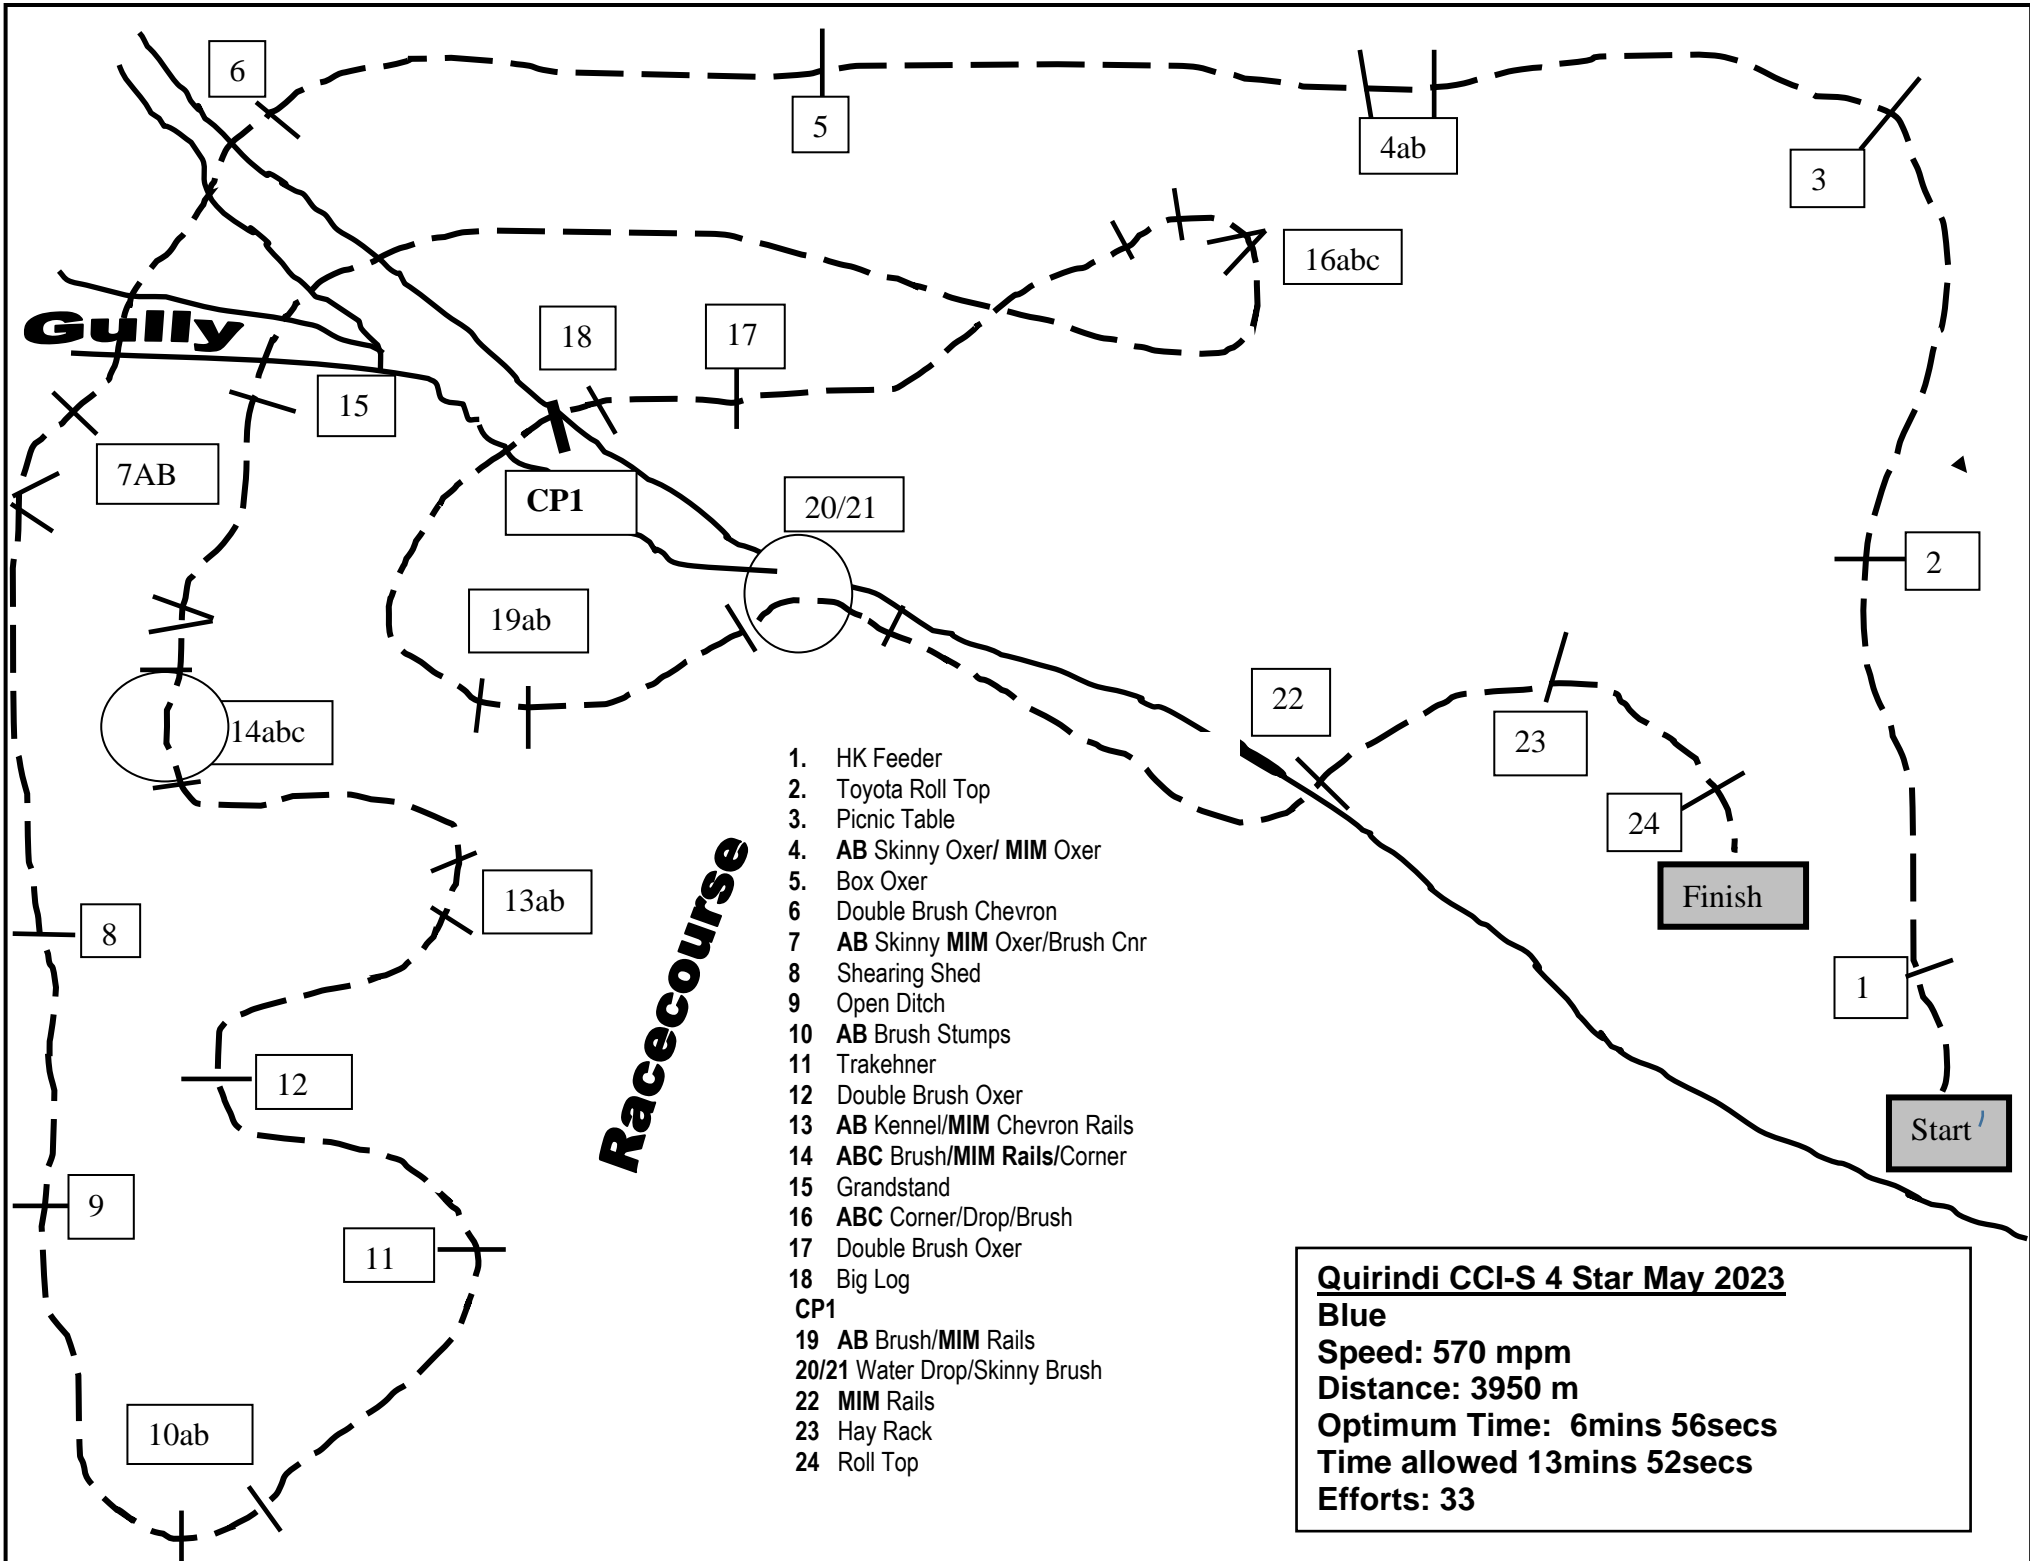 6
5
4ab
3
16abc
Gully
18
17
15
7AB
CP1
20/21
2
19ab
22
14abc
23
24
Finish
13ab
8
1
12
Start
9
11
10ab
Racecourse
1. HK Feeder
2. Toyota Roll Top
3. Picnic Table
4. AB Skinny Oxer/ MIM Oxer
5. Box Oxer
6 Double Brush Chevron
7 AB Skinny MIM Oxer/Brush Cnr
8 Shearing Shed
9 Open Ditch
10 AB Brush Stumps
11 Trakehner
12 Double Brush Oxer
13 AB Kennel/MIM Chevron Rails
14 ABC Brush/MIM Rails/Corner
15 Grandstand
16 ABC Corner/Drop/Brush
17 Double Brush Oxer
18 Big Log
CP1
19 AB Brush/MIM Rails
20/21 Water Drop/Skinny Brush
22 MIM Rails
23 Hay Rack
24 Roll Top
Quirindi CCI-S 4 Star May 2023
Blue
Speed: 570 mpm
Distance: 3950 m
Optimum Time: 6mins 56secs
Time allowed 13mins 52secs
Efforts: 33